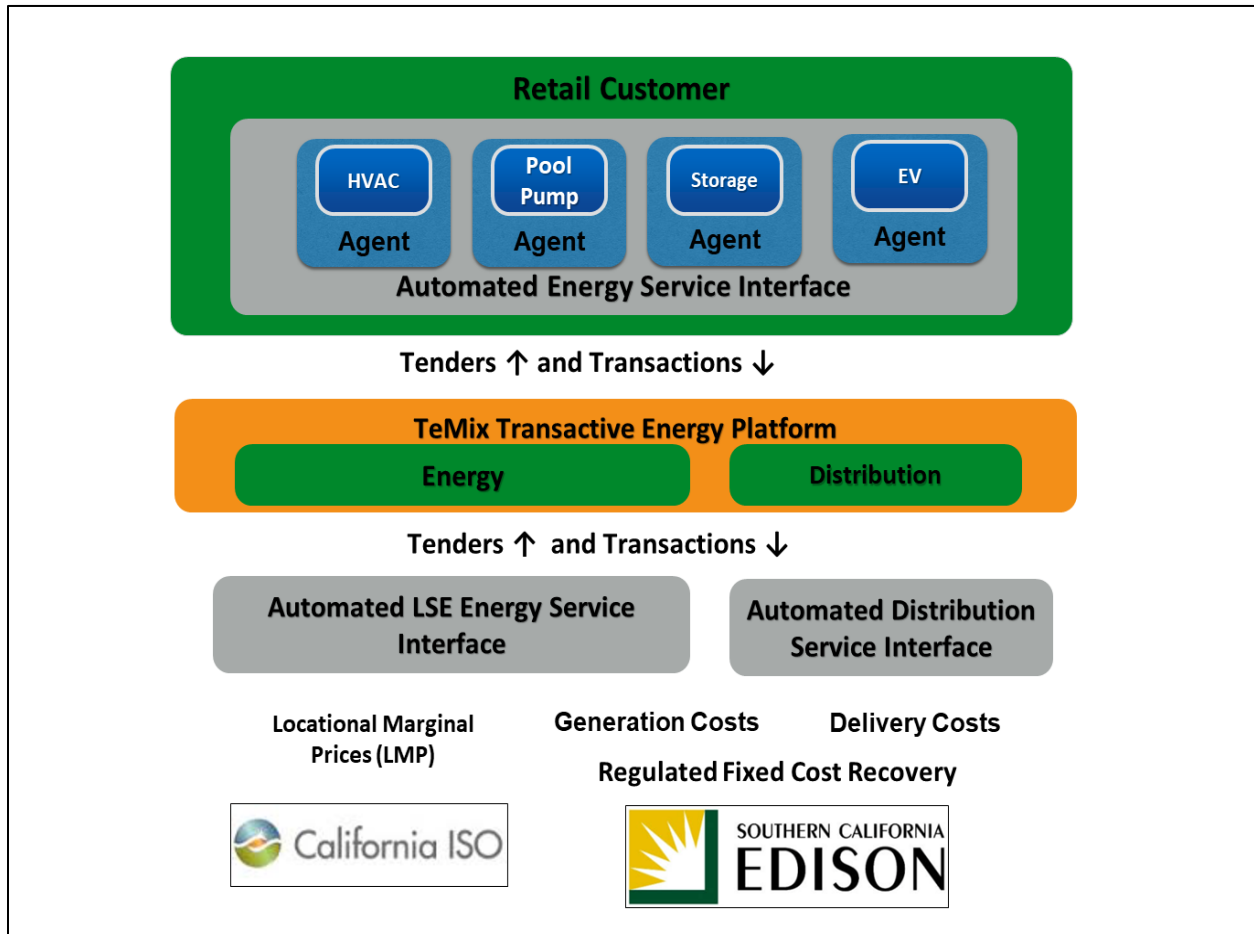 Retail Customer
HVAC
Pool
Pump
Storage
EV
Agent
Agent
Agent
Agent
Automated Energy Service Interface
Tenders ↑ and Transactions ↓
TeMix Transactive Energy Platform
Energy
Distribution
Tenders ↑ and Transactions ↓
Automated LSE Energy Service
Interface
Automated Distribution
Service Interface
Locational Marginal
Prices (LMP)
Generation Costs
Delivery Costs
Regulated Fixed Cost Recovery
California ISO
SOUTHERN CALIFORNIA
EDISON